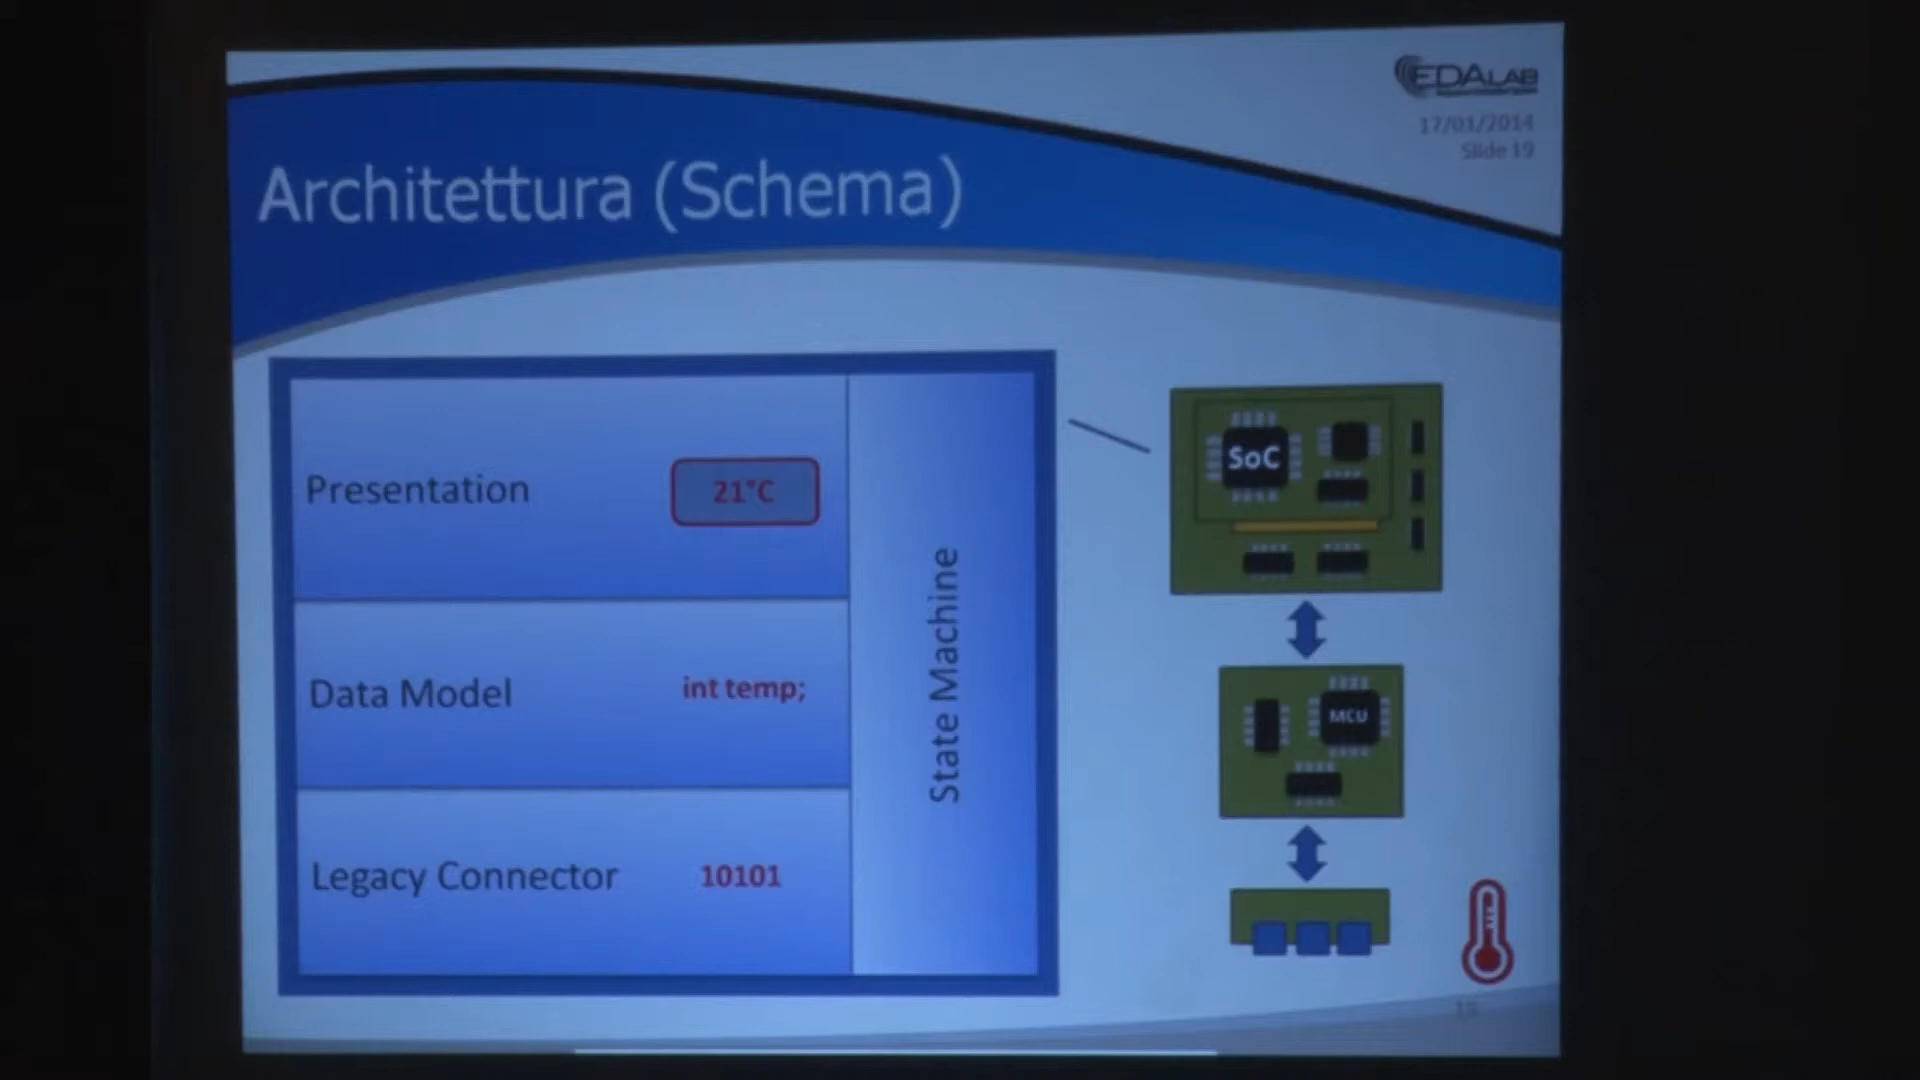 EDALAB
17/01/2014
Slide 19
Architettura (Schema)
Presentation
21°C
Data Model
int temp;
Legacy Connector
10101
State Machine
SoC
MCU